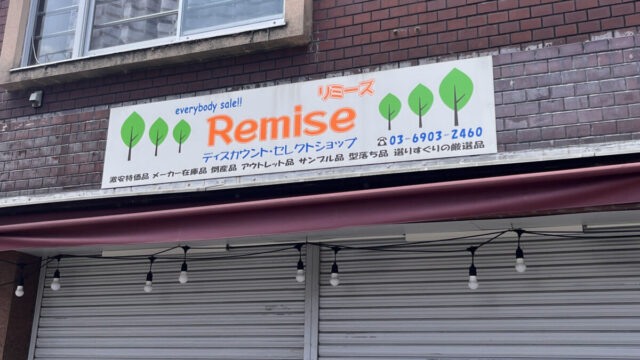 everybody sale!!
リミーズ
Remise
ディスカウント・セレクトショップ
☎03-6903-2460
激安特価品 メーカー在庫品 倒産品 アウトレット品 サンプル品 型落ち品 選りすぐりの厳選品